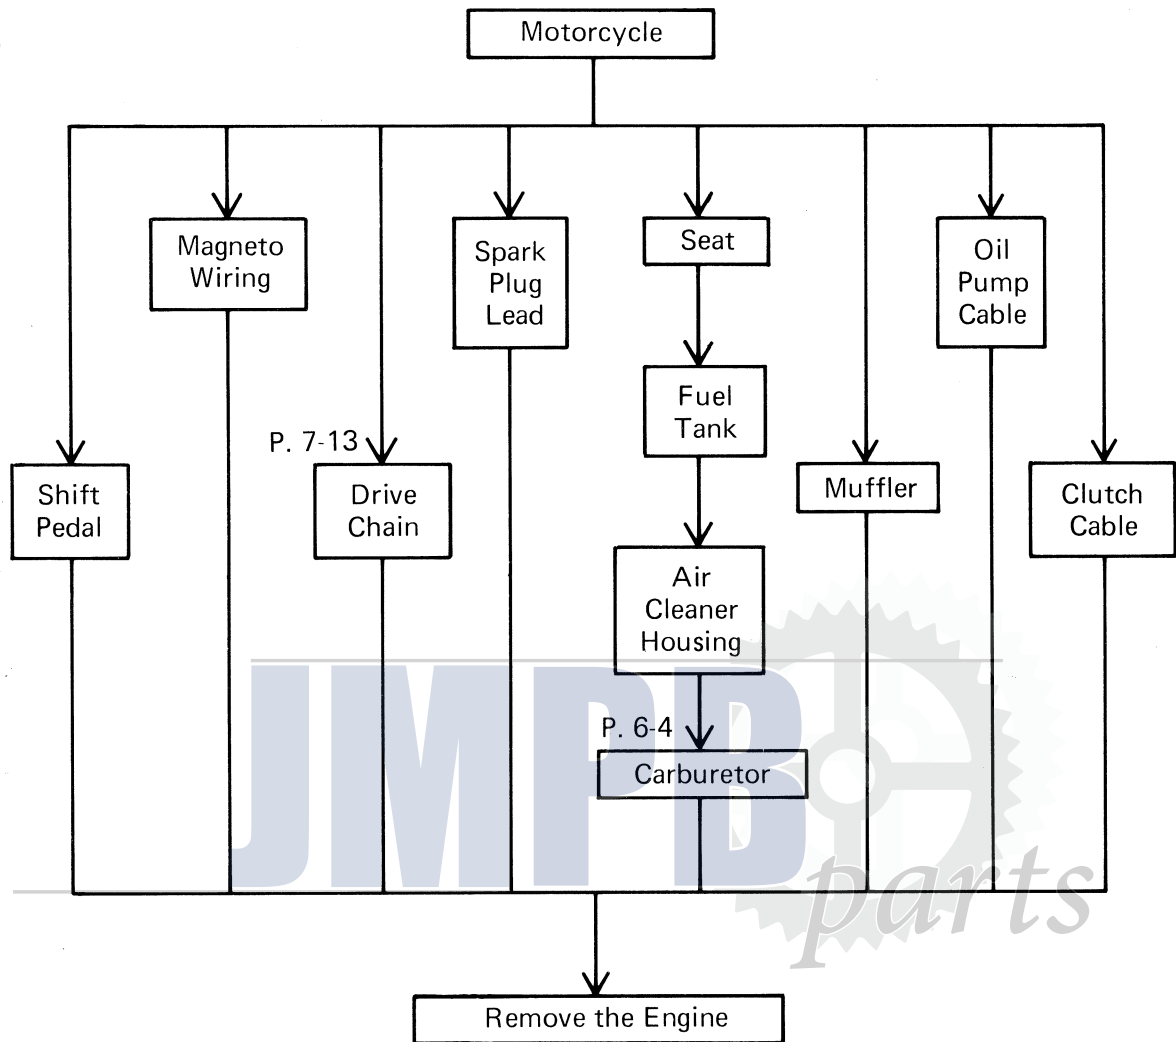 Motorcycle
Magneto
Wiring
Spark
Plug
Lead
Seat
Oil
Pump
Cable
Fuel
Tank
P. 7-13
Shift
Pedal
Drive
Chain
Muffler
Clutch
Cable
Air
Cleaner
Housing
P. 6-4
Carburetor
JMPB
parts
Remove the Engine